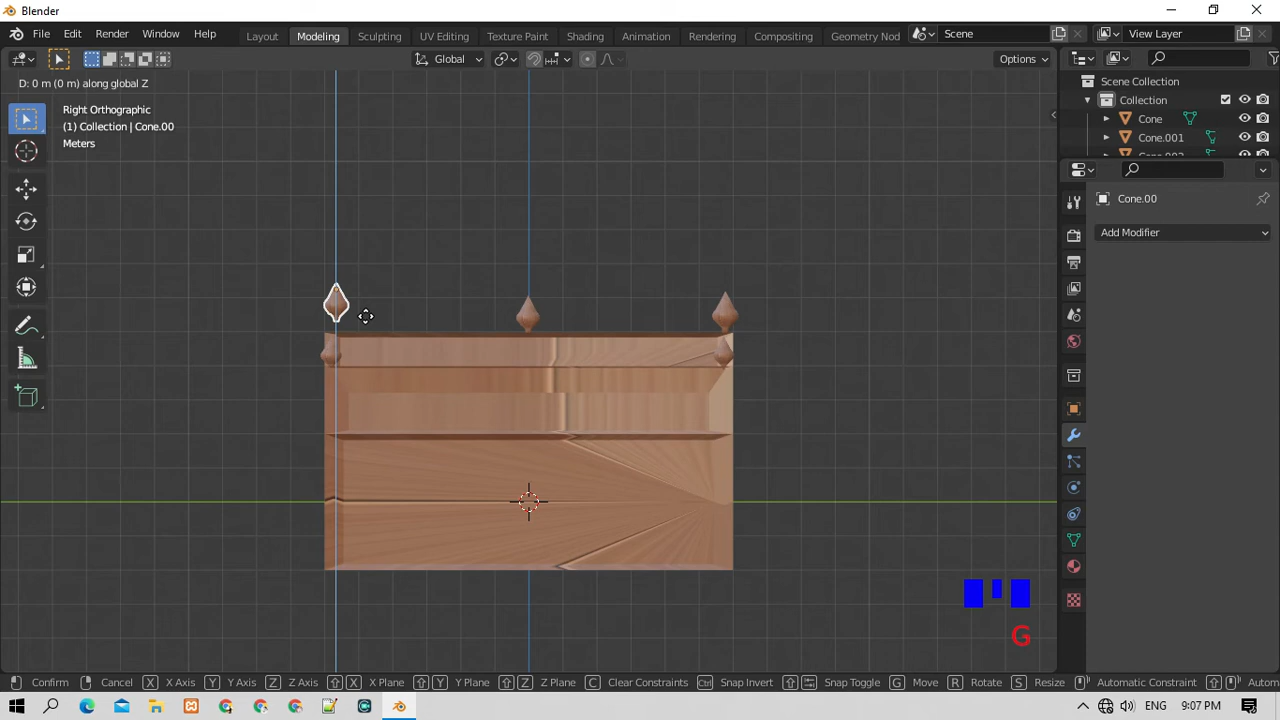 Blender
File Edit Render Window Help
Layout Modeling Sculpting UV Editing Texture Paint Shading Animation Rendering Compositing Geometry Nod
Scene View Layer
Global Options
D: 0 m (0 m) along global Z
Right Orthographic
(1) Collection | Cone.00
Meters
Scene Collection
Collection
Cone
Cone.001
Cone.00
Add Modifier
G
Confirm Cancel X X Axis Y Y Axis Z Z Axis X X Plane Y Y Plane Z Z Plane C Clear Constraints Ctrl Snap Invert Snap Toggle G Move R Rotate S Resize Automatic Constraint Automat
ENG 9:07 PM